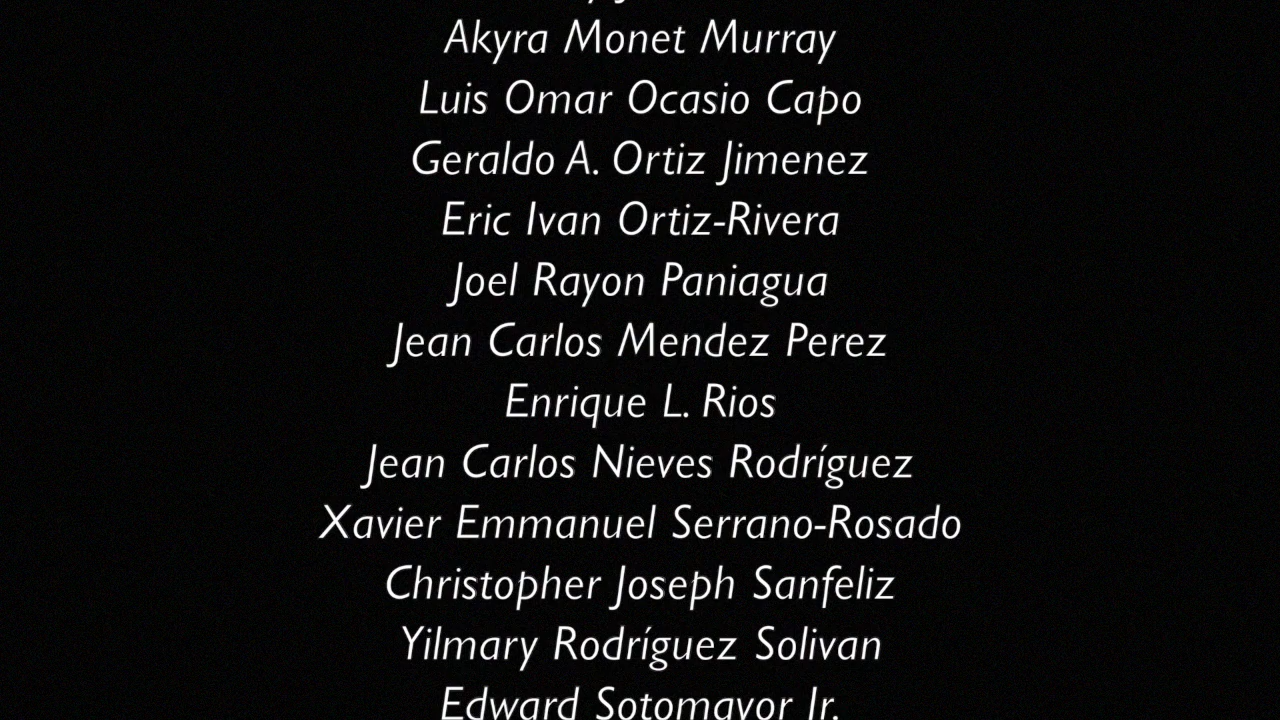 Akyra Monet Murray
Luis Omar Ocasio Capo
Geraldo A. Ortiz Jimenez
Eric Ivan Ortiz-Rivera
Joel Rayon Paniagua
Jean Carlos Mendez Perez
Enrique L. Rios
Jean Carlos Nieves Rodríguez
Xavier Emmanuel Serrano-Rosado
Christopher Joseph Sanfeliz
Yilmary Rodríguez Solivan
Edward Sotomayor Jr.